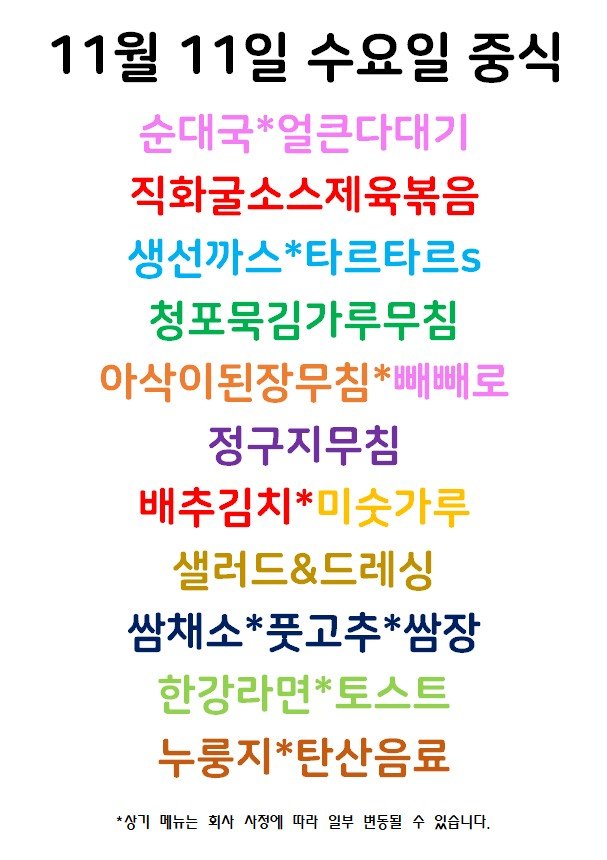 11월 11일 수요일 중식
순대국*얼큰다대기
직화굴소스제육볶음
생선까스*타르타르s
청포묵김가루무침
아삭이된장무침*빼빼로
정구지무침
배추김치*미숫가루
샐러드&드레싱
쌈채소*풋고추*쌈장
한강라면*토스트
누룽지*탄산음료
*상기 메뉴는 회사 사정에 따라 일부 변동될 수 있습니다.